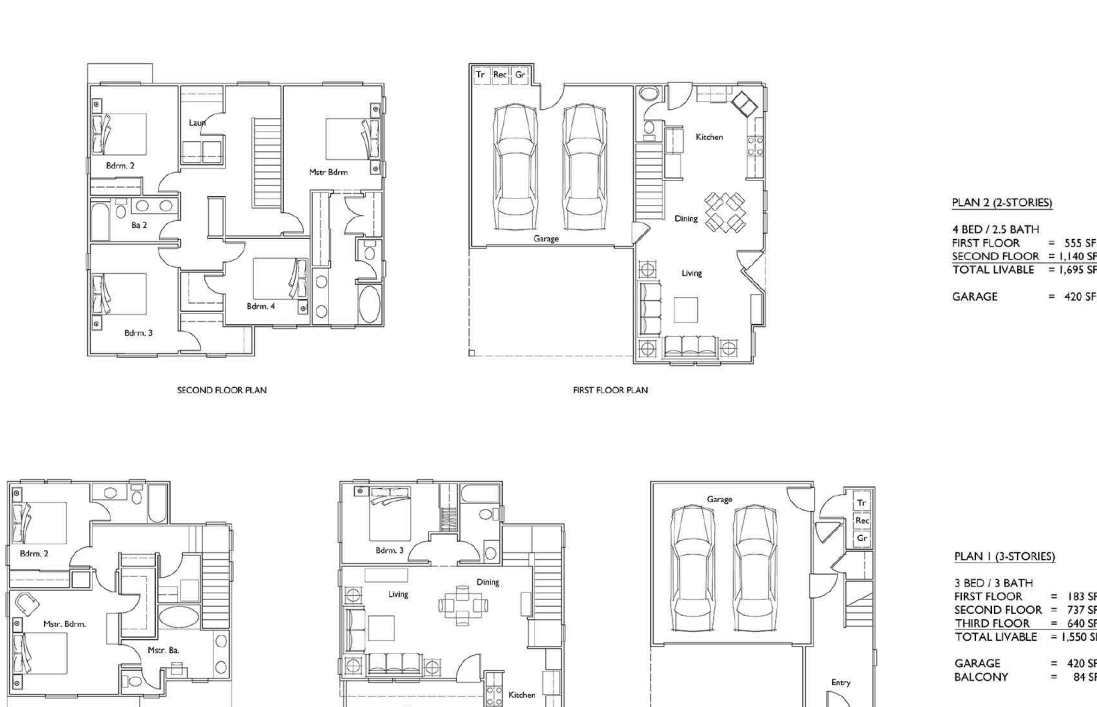 Tr Rec Gr
Laun
Bdrm. 2
Mstr Bdrm
Ba 2
Bdrm. 4
Bdrm. 3
Kitchen
Dining
Garage
Living
SECOND FLOOR PLAN
FIRST FLOOR PLAN
PLAN 2 (2-STORIES)
4 BED / 2.5 BATH
FIRST FLOOR = 555 SF
SECOND FLOOR = 1,140 SF
TOTAL LIVABLE = 1,695 SF
GARAGE = 420 SF
Bdrm. 2
Mstr. Bdrm.
Mstr. Ba.
Bdrm. 3
Dining
Living
Kitchen
Garage
Tr
Rec
Gr
Entry
PLAN 1 (3-STORIES)
3 BED / 3 BATH
FIRST FLOOR = 183 SF
SECOND FLOOR = 737 SF
THIRD FLOOR = 640 SF
TOTAL LIVABLE = 1,550 SF
GARAGE = 420 SF
BALCONY = 84 SF